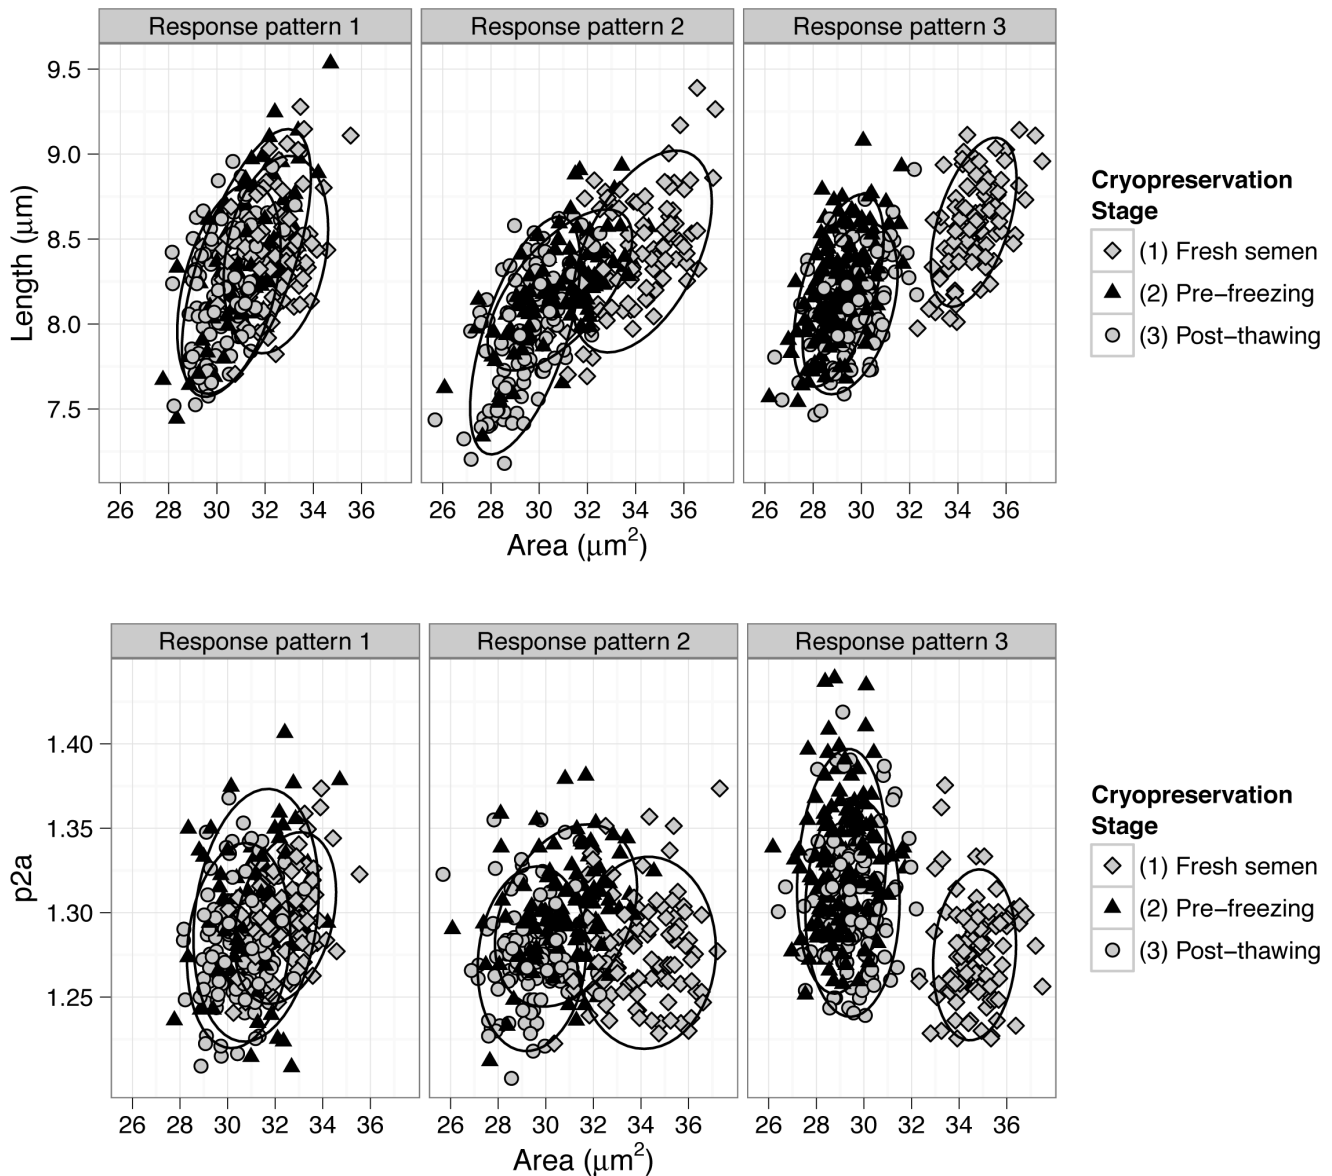 Response pattern 1
Response pattern 2
Response pattern 3
9.5
9.0
8.5
8.0
7.5
Length (μm)
26 28 30 32 34 36
26 28 30 32 34 36
26 28 30 32 34 36
Area (μm²)
Cryopreservation
Stage
(1) Fresh semen
(2) Pre−freezing
(3) Post−thawing
Response pattern 1
Response pattern 2
Response pattern 3
1.40
1.35
1.30
1.25
p2a
26 28 30 32 34 36
26 28 30 32 34 36
26 28 30 32 34 36
Area (μm²)
Cryopreservation
Stage
(1) Fresh semen
(2) Pre−freezing
(3) Post−thawing